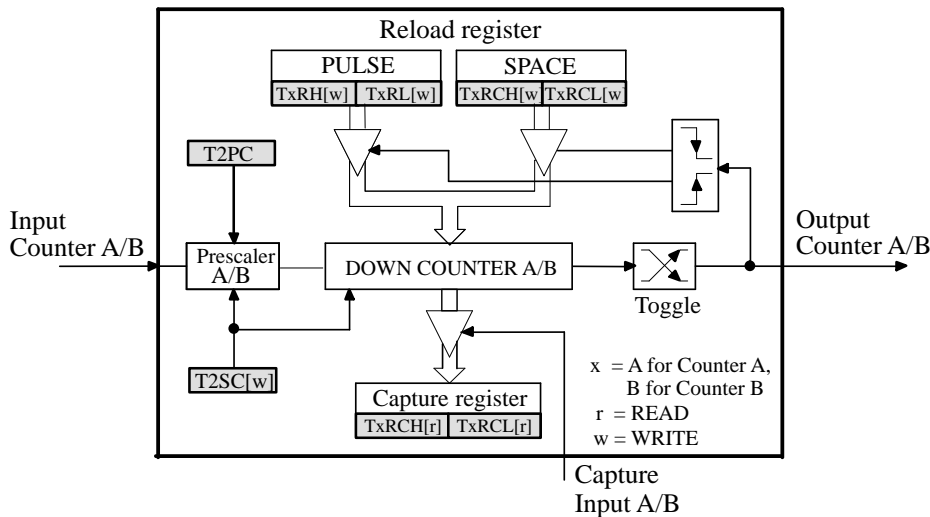 Reload register
PULSE
SPACE
TxRH[w] TxRL[w]
TxRCH[w] TxRCL[w]
T2PC
Input
Counter A/B
Output
Counter A/B
Prescaler
A/B
DOWN COUNTER A/B
Toggle
T2SC[w]
Capture register
TxRCH[r] TxRCL[r]
x = A for Counter A,
B for Counter B
r = READ
w = WRITE
Capture
Input A/B